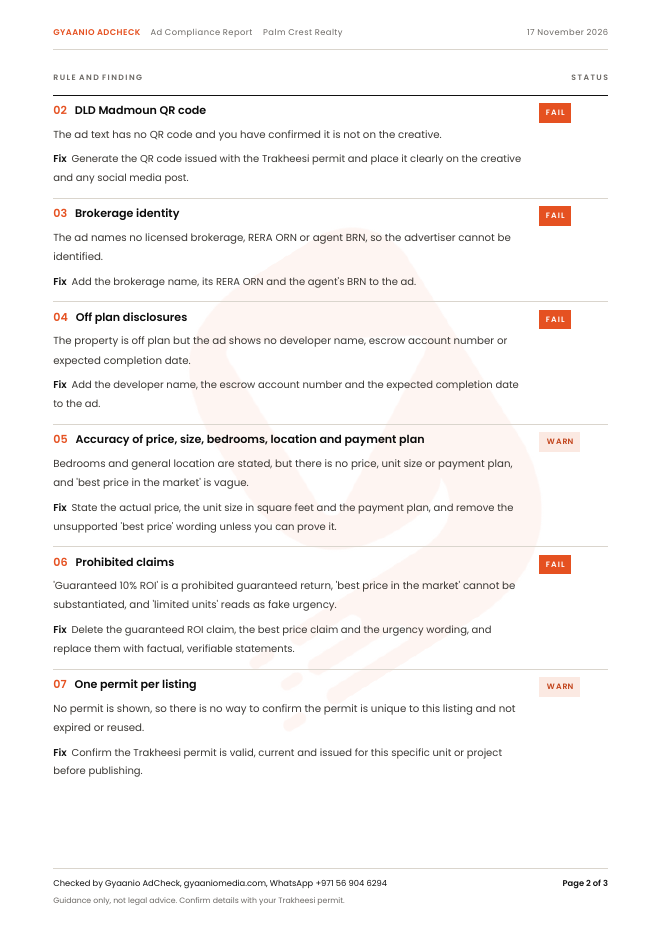 GYAANIO ADCHECK Ad Compliance Report Palm Crest Realty 17 November 2026
RULE AND FINDING STATUS
02 DLD Madmoun QR code FAIL
The ad text has no QR code and you have confirmed it is not on the creative.
Fix Generate the QR code issued with the Trakheesi permit and place it clearly on the creative
and any social media post.
03 Brokerage identity FAIL
The ad names no licensed brokerage, RERA ORN or agent BRN, so the advertiser cannot be
identified.
Fix Add the brokerage name, its RERA ORN and the agent's BRN to the ad.
04 Off plan disclosures FAIL
The property is off plan but the ad shows no developer name, escrow account number or
expected completion date.
Fix Add the developer name, the escrow account number and the expected completion date
to the ad.
05 Accuracy of price, size, bedrooms, location and payment plan WARN
Bedrooms and general location are stated, but there is no price, unit size or payment plan,
and 'best price in the market' is vague.
Fix State the actual price, the unit size in square feet and the payment plan, and remove the
unsupported 'best price' wording unless you can prove it.
06 Prohibited claims FAIL
'Guaranteed 10% ROI' is a prohibited guaranteed return, 'best price in the market' cannot be
substantiated, and 'limited units' reads as fake urgency.
Fix Delete the guaranteed ROI claim, the best price claim and the urgency wording, and
replace them with factual, verifiable statements.
07 One permit per listing WARN
No permit is shown, so there is no way to confirm the permit is unique to this listing and not
expired or reused.
Fix Confirm the Trakheesi permit is valid, current and issued for this specific unit or project
before publishing.
Checked by Gyaanio AdCheck, gyaaniomedia.com, WhatsApp +971 56 904 6294 Page 2 of 3
Guidance only, not legal advice. Confirm details with your Trakheesi permit.